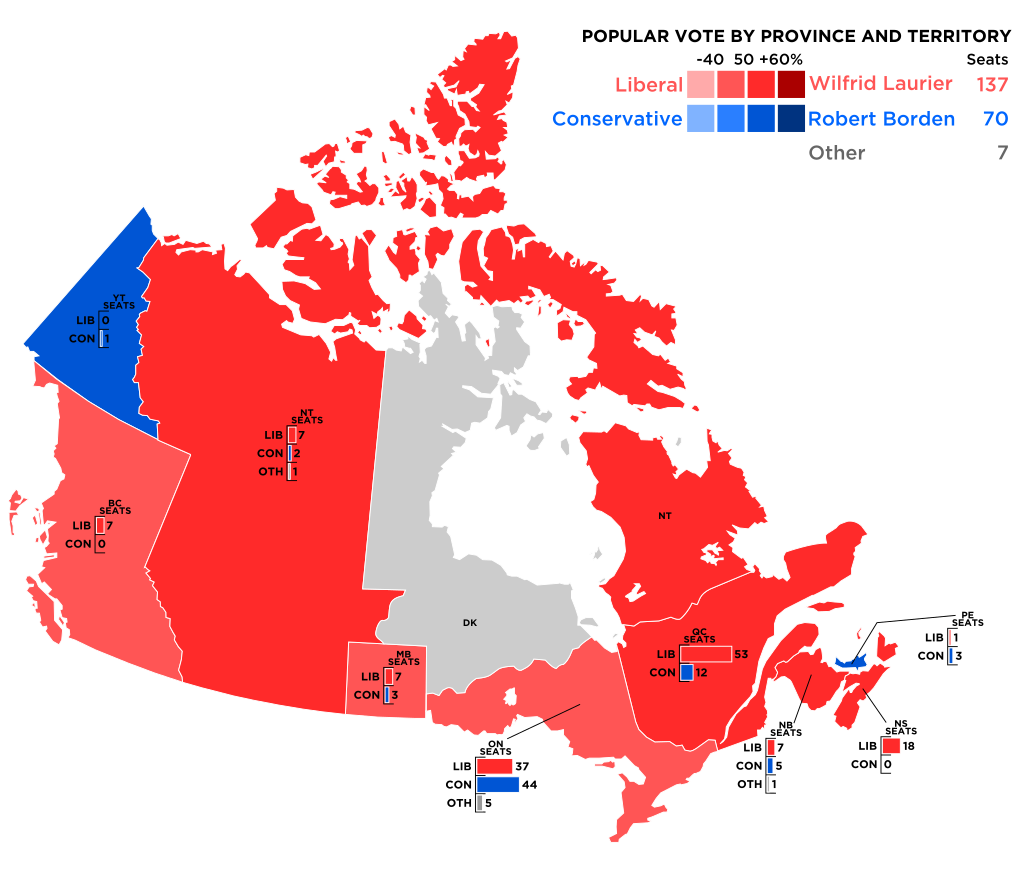 POPULAR VOTE BY PROVINCE AND TERRITORY
-40 50 +60% Seats
Liberal Wilfrid Laurier 137
Conservative Robert Borden 70
Other 7
YT
SEATS
LIB 0
CON 1
NT
SEATS
LIB 7
CON 2
OTH 1
BC
SEATS
LIB 7
CON 0
NT
DK
MB
SEATS
LIB 7
CON 3
QC
SEATS
LIB 53
CON 12
PE
SEATS
LIB 1
CON 3
NB
SEATS
LIB 7
CON 5
OTH 1
NS
SEATS
LIB 18
CON 0
ON
SEATS
LIB 37
CON 44
OTH 5